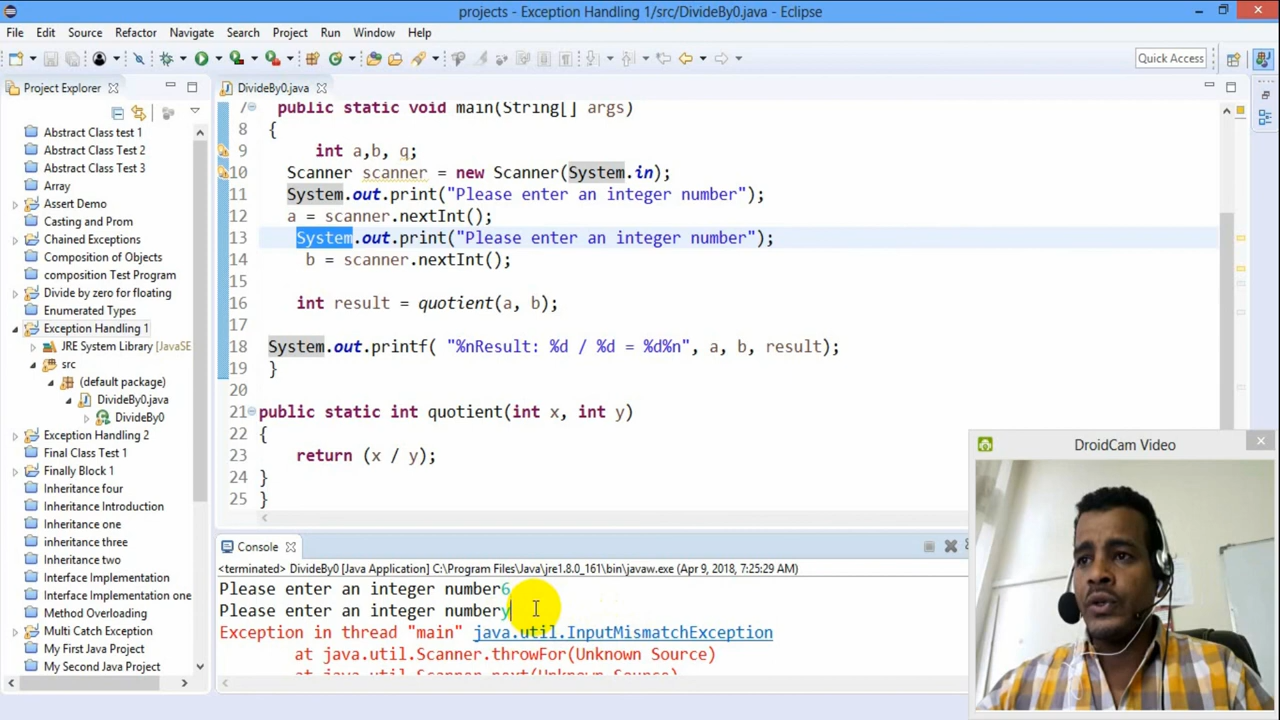 projects - Exception Handling 1/src/DivideBy0.java - Eclipse
File Edit Source Refactor Navigate Search Project Run Window Help
Quick Access
Project Explorer
Abstract Class test 1
Abstract Class Test 2
Abstract Class Test 3
Array
Assert Demo
Casting and Prom
Chained Exceptions
Composition of Objects
composition Test Program
Divide by zero for floating
Enumerated Types
Exception Handling 1
JRE System Library [JavaSE
src
(default package)
DivideBy0.java
DivideBy0
Exception Handling 2
Final Class Test 1
Finally Block 1
Inheritance four
Inheritance Introduction
Inheritance one
inheritance three
Inheritance two
Interface Implementation
Interface Implementation one
Method Overloading
Multi Catch Exception
My First Java Project
My Second Java Project
DivideBy0.java
7 public static void main(String[] args)
8 {
9 int a,b, q;
10 Scanner scanner = new Scanner(System.in);
11 System.out.print("Please enter an integer number");
12 a = scanner.nextInt();
13 System.out.print("Please enter an integer number");
14 b = scanner.nextInt();
15
16 int result = quotient(a, b);
17
18 System.out.printf( "%nResult: %d / %d = %d%n", a, b, result);
19 }
20
21 public static int quotient(int x, int y)
22 {
23 return (x / y);
24 }
25 }
Console
<terminated> DivideBy0 [Java Application] C:\Program Files\Java\jre1.8.0_161\bin\javaw.exe (Apr 9, 2018, 7:25:29 AM)
Please enter an integer number6
Please enter an integer numbery
Exception in thread "main" java.util.InputMismatchException
at java.util.Scanner.throwFor(Unknown Source)
at java.util.Scanner.next(Unknown Source)
DroidCam Video